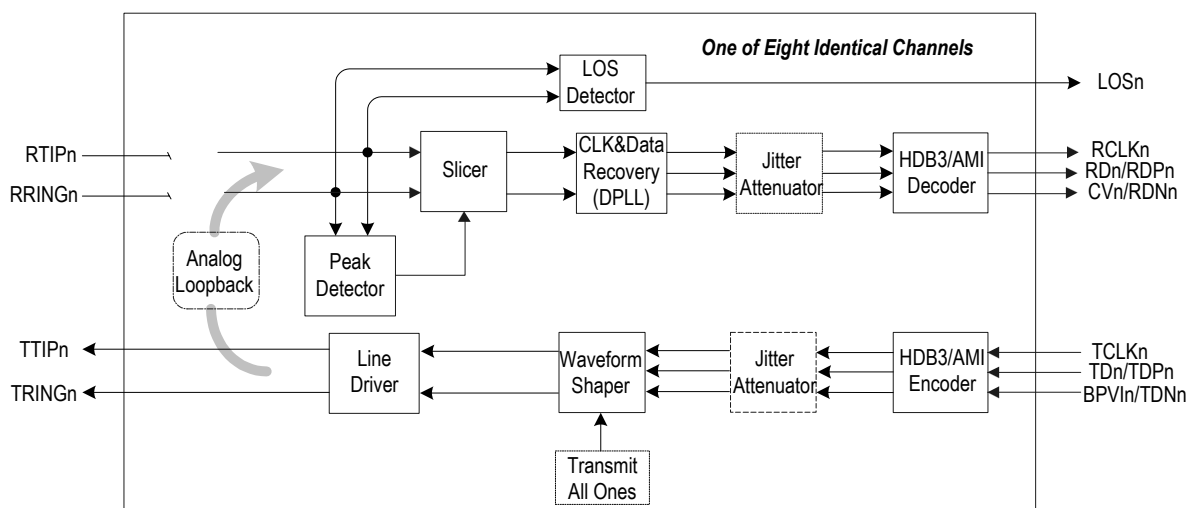 One of Eight Identical Channels
LOS
Detector
LOSn
RTIPn
RRINGn
Slicer
CLK&Data
Recovery
(DPLL)
Jitter
Attenuator
HDB3/AMI
Decoder
RCLKn
RDn/RDPn
CVn/RDNn
Analog
Loopback
Peak
Detector
TTIPn
TRINGn
Line
Driver
Waveform
Shaper
Jitter
Attenuator
HDB3/AMI
Encoder
TCLKn
TDn/TDPn
BPVIn/TDNn
Transmit
All Ones